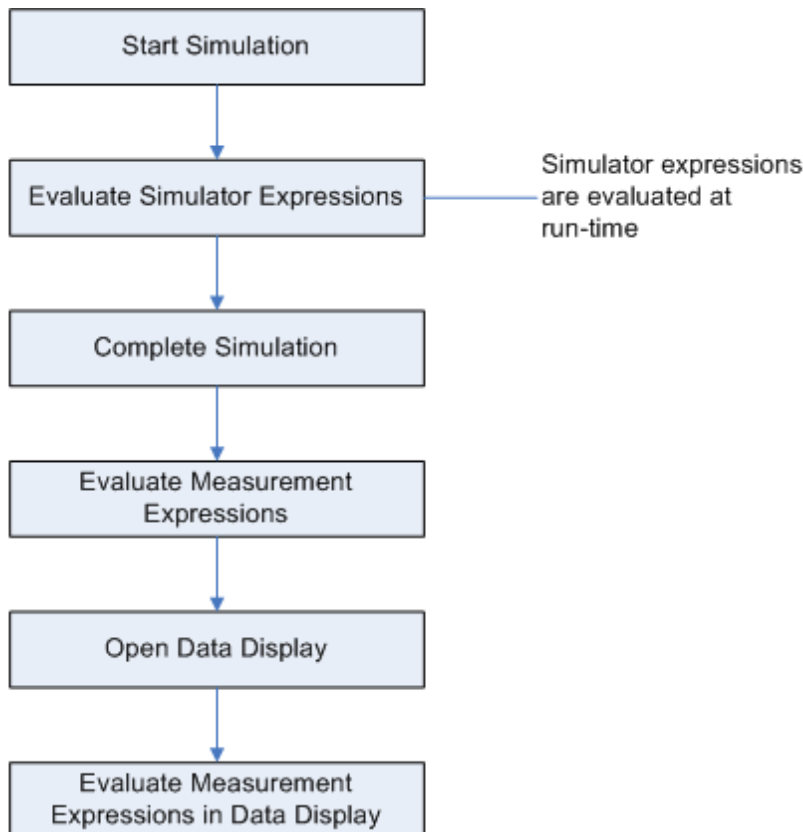 Start Simulation
Evaluate Simulator Expressions
Simulator expressions
are evaluated at
run-time
Complete Simulation
Evaluate Measurement
Expressions
Open Data Display
Evaluate Measurement
Expressions in Data Display